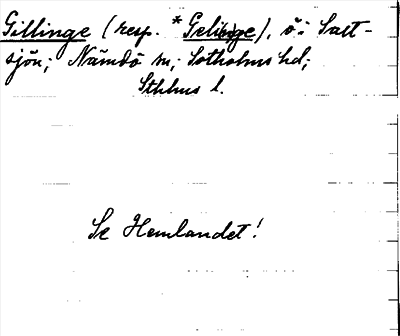 Gillinge (resp. *Gelinge), ö i Salt-
sjön; Nämdö sn, Sotholms hd,
Sthlms l.
Se Hemlandet!